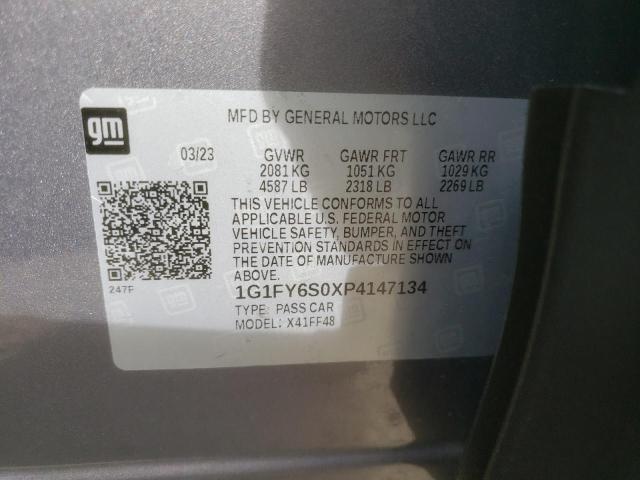 gm
MFD BY GENERAL MOTORS LLC
03/23 GVWR GAWR FRT GAWR RR
2081 KG 1051 KG 1029 KG
4587 LB 2318 LB 2269 LB
THIS VEHICLE CONFORMS TO ALL
APPLICABLE U.S. FEDERAL MOTOR
VEHICLE SAFETY, BUMPER, AND THEFT
PREVENTION STANDARDS IN EFFECT ON
THE DATE OF MANUFACTURE SHOWN
ABOVE.
247F
1G1FY6S0XP4147134
TYPE: PASS CAR
MODEL: X41FF48